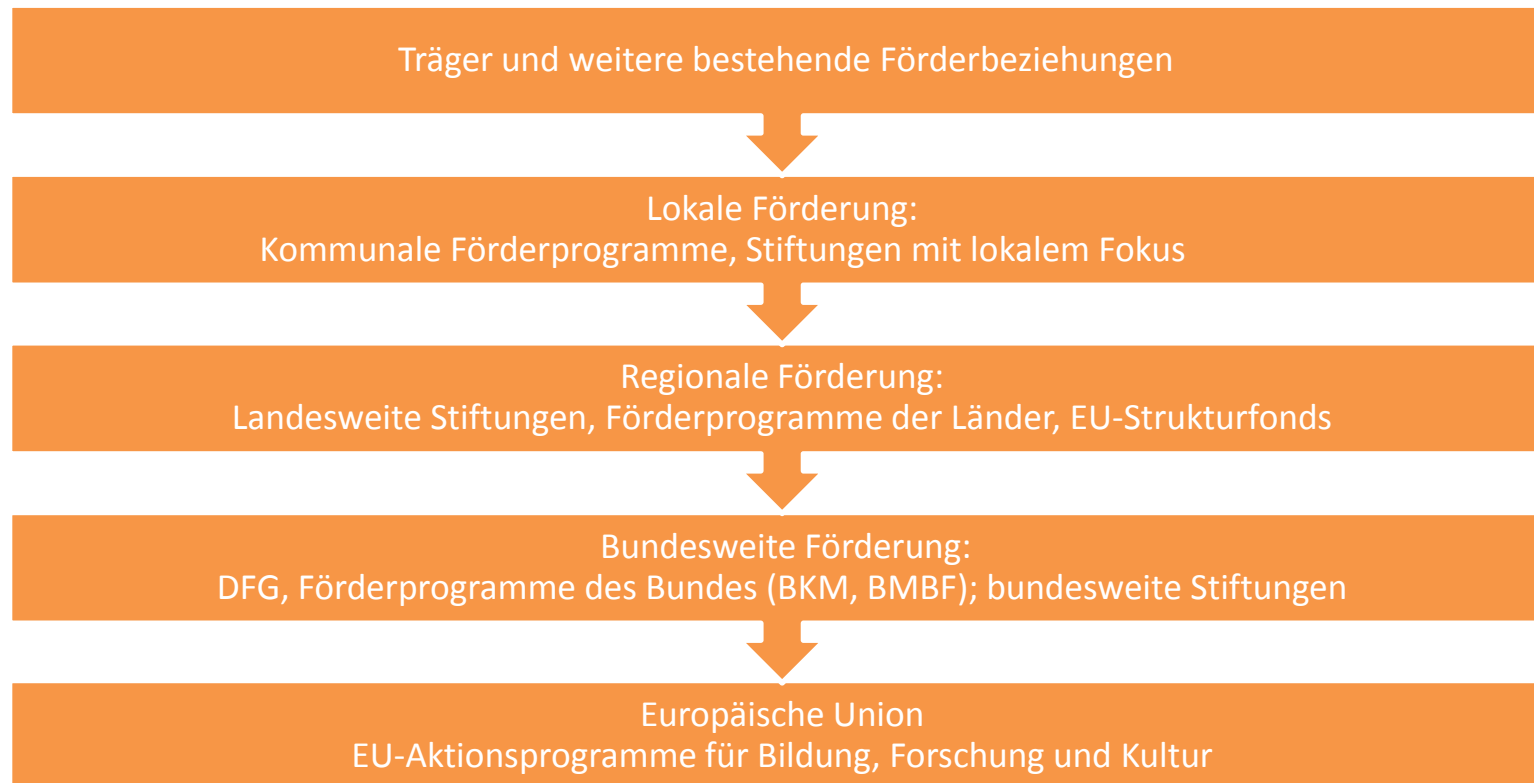 Träger und weitere bestehende Förderbeziehungen
Lokale Förderung:
Kommunale Förderprogramme, Stiftungen mit lokalem Fokus
Regionale Förderung:
Landesweite Stiftungen, Förderprogramme der Länder, EU-Strukturfonds
Bundesweite Förderung:
DFG, Förderprogramme des Bundes (BKM, BMBF); bundesweite Stiftungen
Europäische Union
EU-Aktionsprogramme für Bildung, Forschung und Kultur